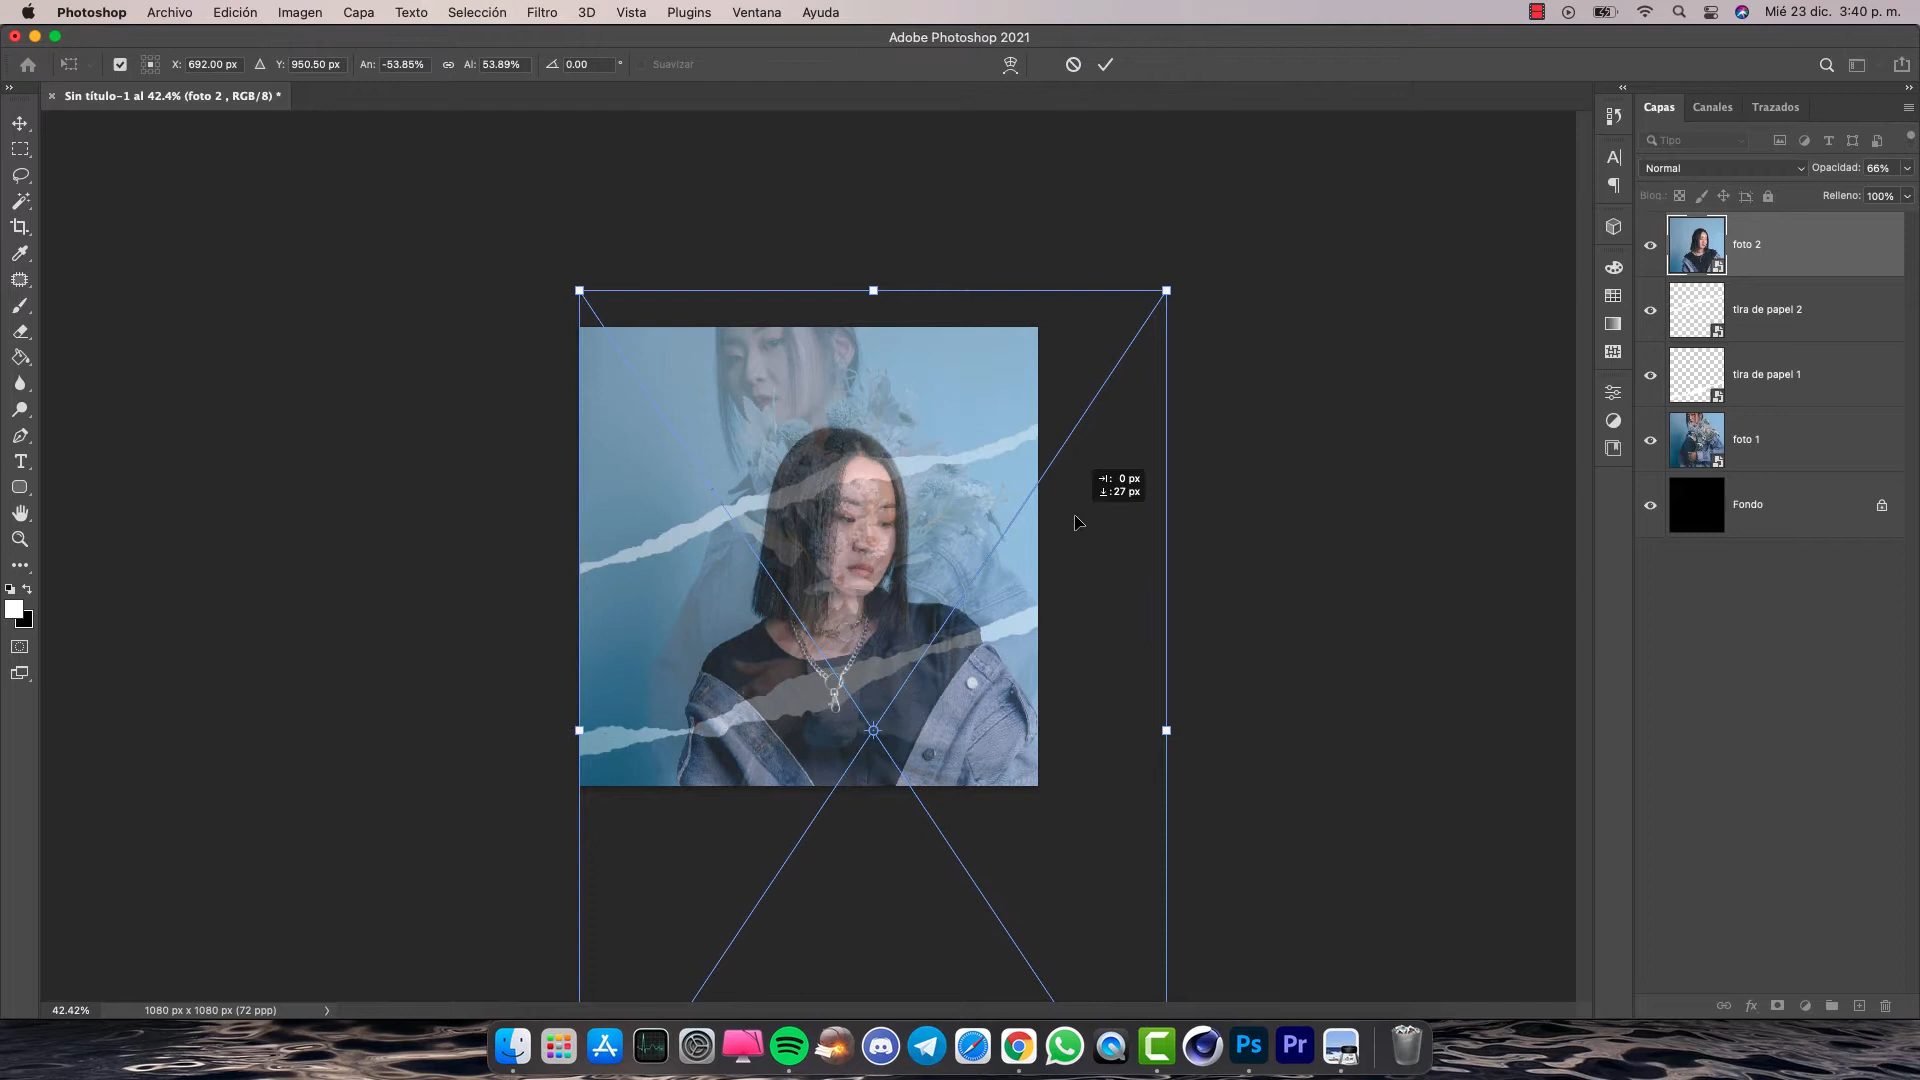 Photoshop Archivo Edición Imagen Capa Texto Selección Filtro 3D Vista Plugins Ventana Ayuda Mié 23 dic. 3:40 p. m.
Adobe Photoshop 2021
X: 692.00 px Y: 950.50 px An: -53.85% Al: 53.89% 0.00 ° Suavizar
× Sin título-1 al 42.4% (foto 2 , RGB/8) *
Capas Canales Trazados
Tipo
Normal Opacidad: 66%
Bloq.: Relleno: 100%
foto 2
tira de papel 2
tira de papel 1
foto 1
Fondo
: 0 px
: 27 px
42.42% 1080 px x 1080 px (72 ppp)
Ps Pr